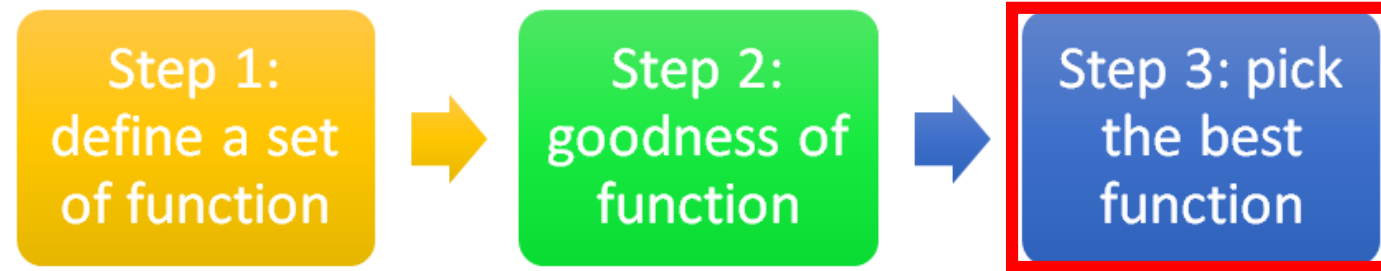 Step 1:
define a set
of function
Step 2:
goodness of
function
Step 3: pick
the best
function